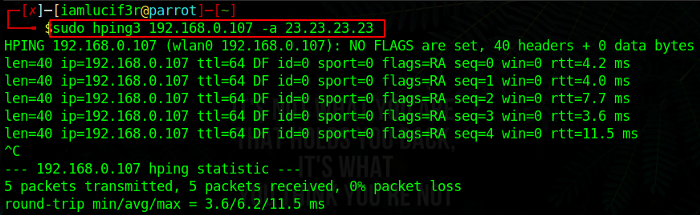 ┌─[x]─[iamlucif3r@parrot]─[~]
└──╼ $sudo hping3 192.168.0.107 -a 23.23.23.23
HPING 192.168.0.107 (wlan0 192.168.0.107): NO FLAGS are set, 40 headers + 0 data bytes
len=40 ip=192.168.0.107 ttl=64 DF id=0 sport=0 flags=RA seq=0 win=0 rtt=4.2 ms
len=40 ip=192.168.0.107 ttl=64 DF id=0 sport=0 flags=RA seq=1 win=0 rtt=4.0 ms
len=40 ip=192.168.0.107 ttl=64 DF id=0 sport=0 flags=RA seq=2 win=0 rtt=7.7 ms
len=40 ip=192.168.0.107 ttl=64 DF id=0 sport=0 flags=RA seq=3 win=0 rtt=3.6 ms
len=40 ip=192.168.0.107 ttl=64 DF id=0 sport=0 flags=RA seq=4 win=0 rtt=11.5 ms
^C
--- 192.168.0.107 hping statistic ---
5 packets transmitted, 5 packets received, 0% packet loss
round-trip min/avg/max = 3.6/6.2/11.5 ms
THAT HOLDS YOU BACK,
IT'S WHAT
YOU'RE NOT